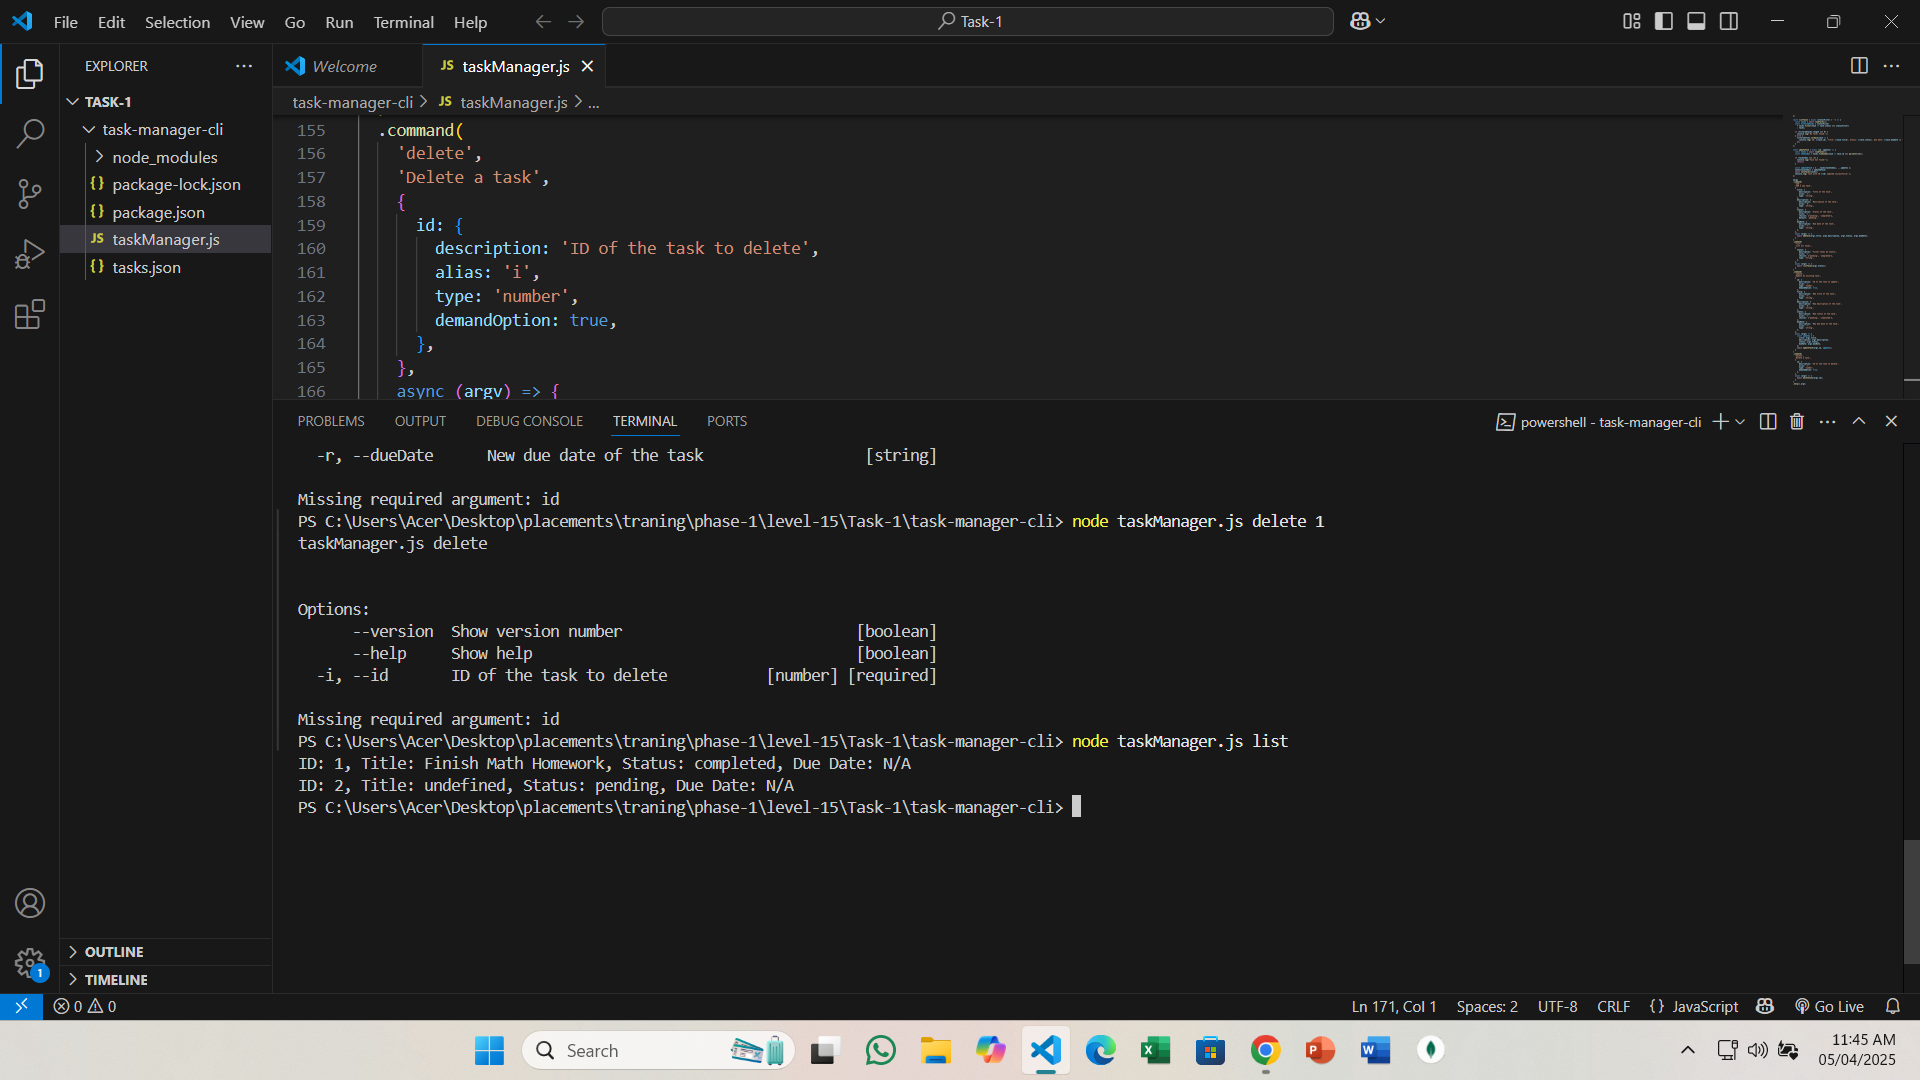 File Edit Selection View Go Run Terminal Help
Task-1
EXPLORER
TASK-1
task-manager-cli
node_modules
{} package-lock.json
{} package.json
JS taskManager.js
{} tasks.json
OUTLINE
TIMELINE
Welcome
JS taskManager.js
task-manager-cli > JS taskManager.js > ...
155 .command(
156 'delete',
157 'Delete a task',
158 {
159 id: {
160 description: 'ID of the task to delete',
161 alias: 'i',
162 type: 'number',
163 demandOption: true,
164 },
165 },
166 async (argv) => {
PROBLEMS OUTPUT DEBUG CONSOLE TERMINAL PORTS
powershell - task-manager-cli
-r, --dueDate New due date of the task [string]
Missing required argument: id
PS C:\Users\Acer\Desktop\placements\traning\phase-1\level-15\Task-1\task-manager-cli> node taskManager.js delete 1
taskManager.js delete
Options:
--version Show version number [boolean]
--help Show help [boolean]
-i, --id ID of the task to delete [number] [required]
Missing required argument: id
PS C:\Users\Acer\Desktop\placements\traning\phase-1\level-15\Task-1\task-manager-cli> node taskManager.js list
ID: 1, Title: Finish Math Homework, Status: completed, Due Date: N/A
ID: 2, Title: undefined, Status: pending, Due Date: N/A
PS C:\Users\Acer\Desktop\placements\traning\phase-1\level-15\Task-1\task-manager-cli>
1
0 0
Ln 171, Col 1 Spaces: 2 UTF-8 CRLF {} JavaScript Go Live
Search
11:45 AM
05/04/2025